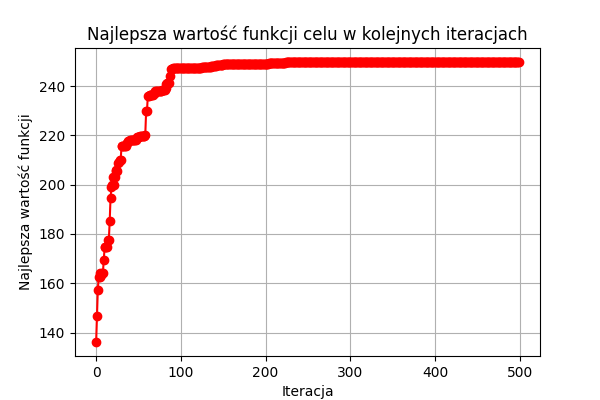 Najlepsza wartość funkcji celu w kolejnych iteracjach
Najlepsza wartość funkcji
240
220
200
180
160
140
0 100 200 300 400 500
Iteracja